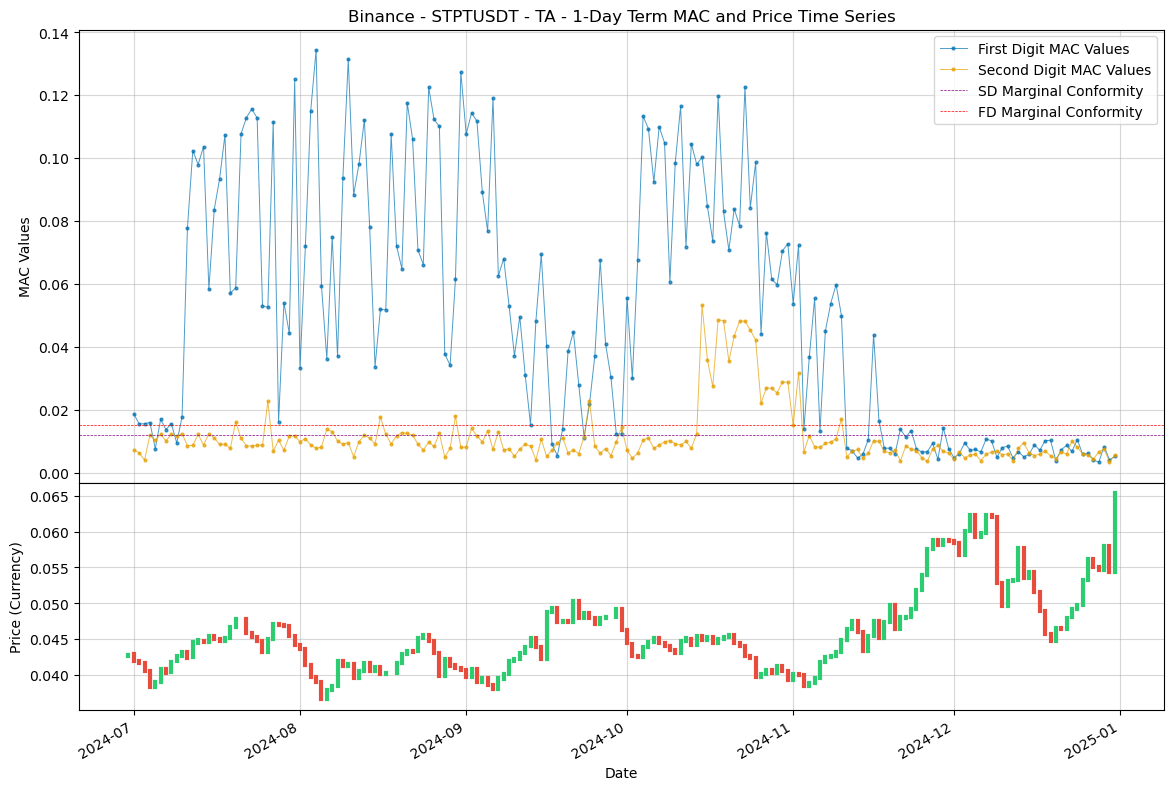 Binance - STPTUSDT - TA - 1-Day Term MAC and Price Time Series
First Digit MAC Values
Second Digit MAC Values
SD Marginal Conformity
FD Marginal Conformity
MAC Values
0.14
0.12
0.10
0.08
0.06
0.04
0.02
0.00
Price (Currency)
0.065
0.060
0.055
0.050
0.045
0.040
2024-07
2024-08
2024-09
2024-10
2024-11
2024-12
2025-01
Date